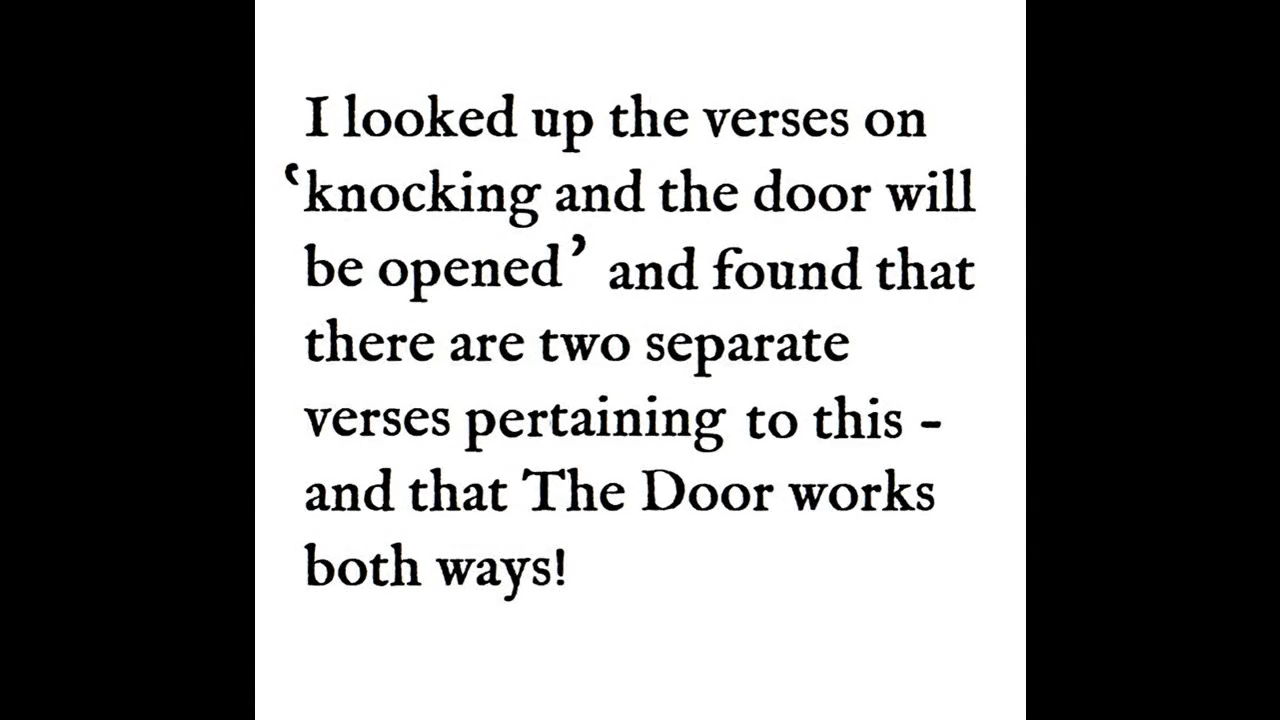 I looked up the verses on
‘knocking and the door will
be opened’ and found that
there are two separate
verses pertaining to this -
and that The Door works
both ways!